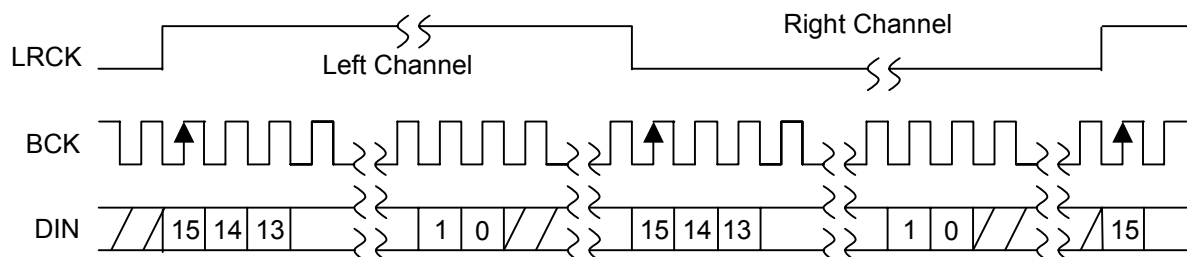 Right Channel
LRCK
Left Channel
BCK
DIN 15 14 13 1 0 15 14 13 1 0 15